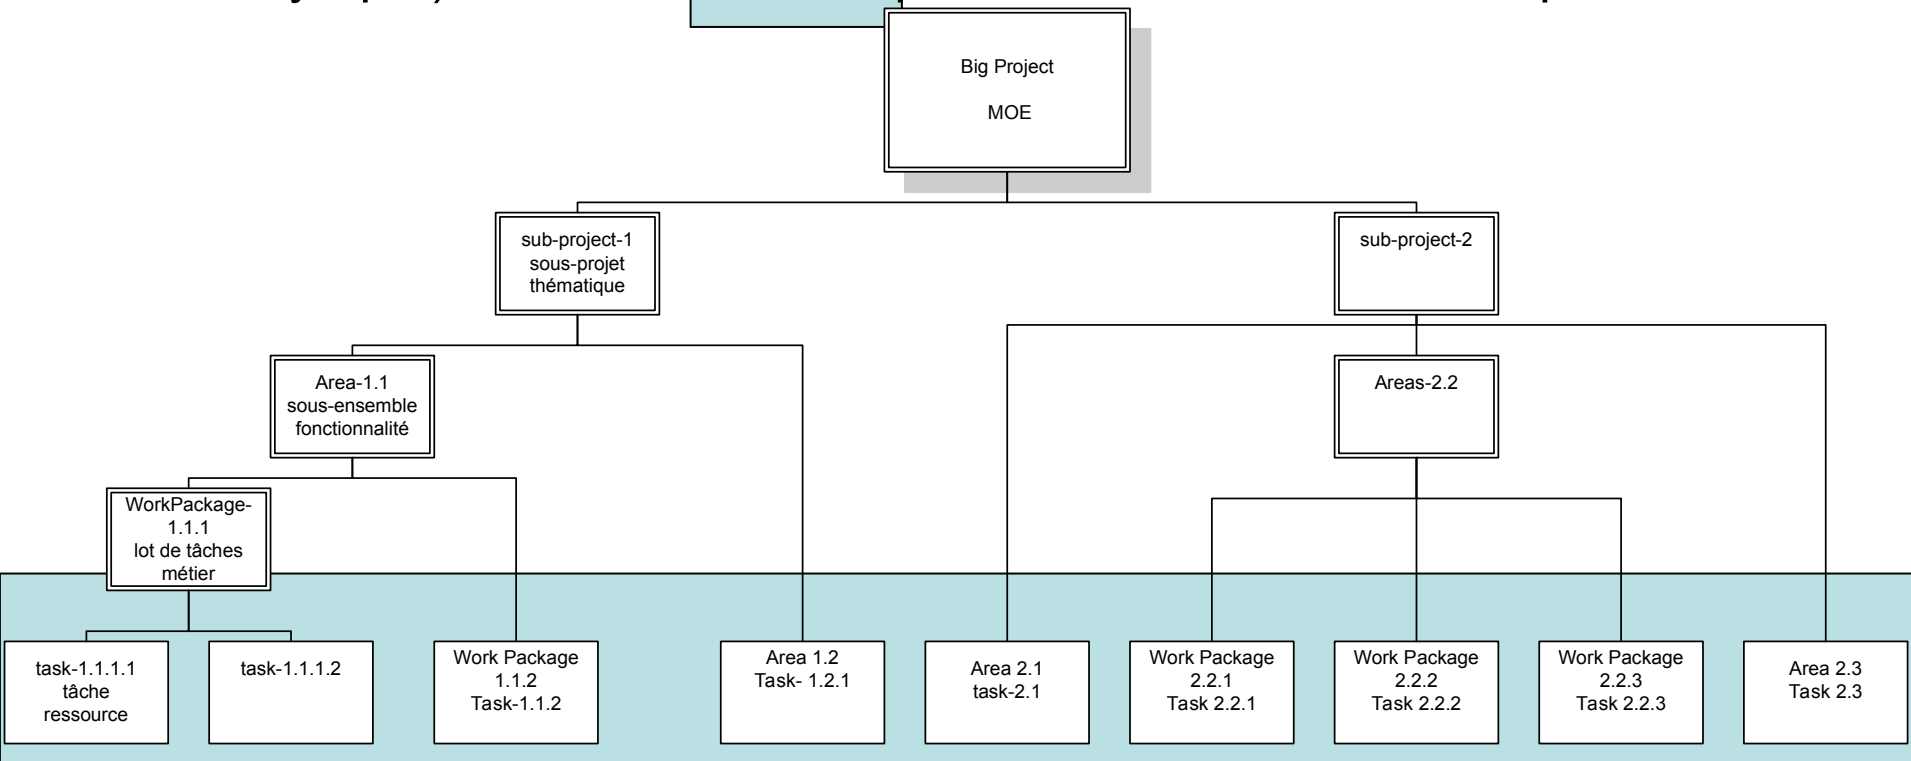 Big Project
MOE
sub-project-1
sous-projet
thématique
sub-project-2
Area-1.1
sous-ensemble
fonctionnalité
Areas-2.2
WorkPackage-
1.1.1
lot de tâches
métier
task-1.1.1.1
tâche
ressource
task-1.1.1.2
Work Package
1.1.2
Task-1.1.2
Area 1.2
Task- 1.2.1
Area 2.1
task-2.1
Work Package
2.2.1
Task 2.2.1
Work Package
2.2.2
Task 2.2.2
Work Package
2.2.3
Task 2.2.3
Area 2.3
Task 2.3